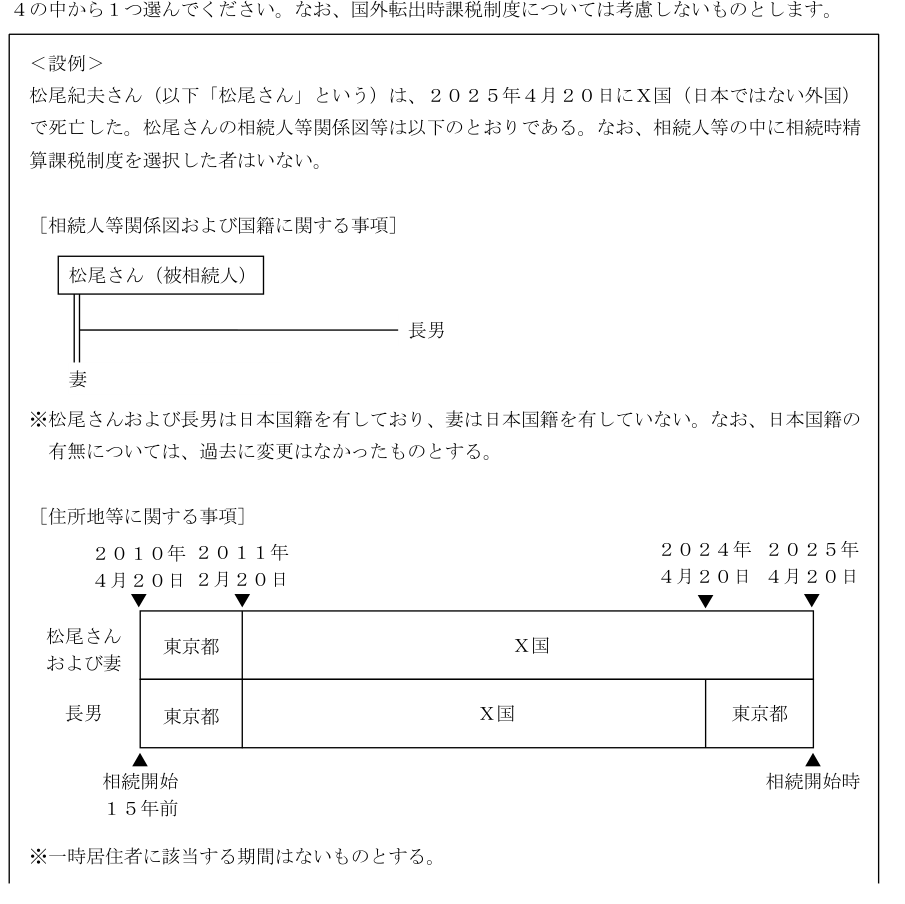 ４の中から１つ選んでください。なお、国外転出時課税制度については考慮しないものとします。
＜設例＞
松尾紀夫さん（以下「松尾さん」という）は、２０２５年４月２０日にＸ国（日本ではない外国）
で死亡した。松尾さんの相続人等関係図等は以下のとおりである。なお、相続人等の中に相続時精
算課税制度を選択した者はいない。
［相続人等関係図および国籍に関する事項］
松尾さん（被相続人）
長男
妻
※松尾さんおよび長男は日本国籍を有しており、妻は日本国籍を有していない。なお、日本国籍の
有無については、過去に変更はなかったものとする。
［住所地等に関する事項］
２０１０年 ２０１１年 ２０２４年 ２０２５年
４月２０日 ２月２０日 ４月２０日 ４月２０日
松尾さん
および妻 東京都 Ｘ国
長男 東京都 Ｘ国 東京都
相続開始 相続開始時
１５年前
※一時居住者に該当する期間はないものとする。